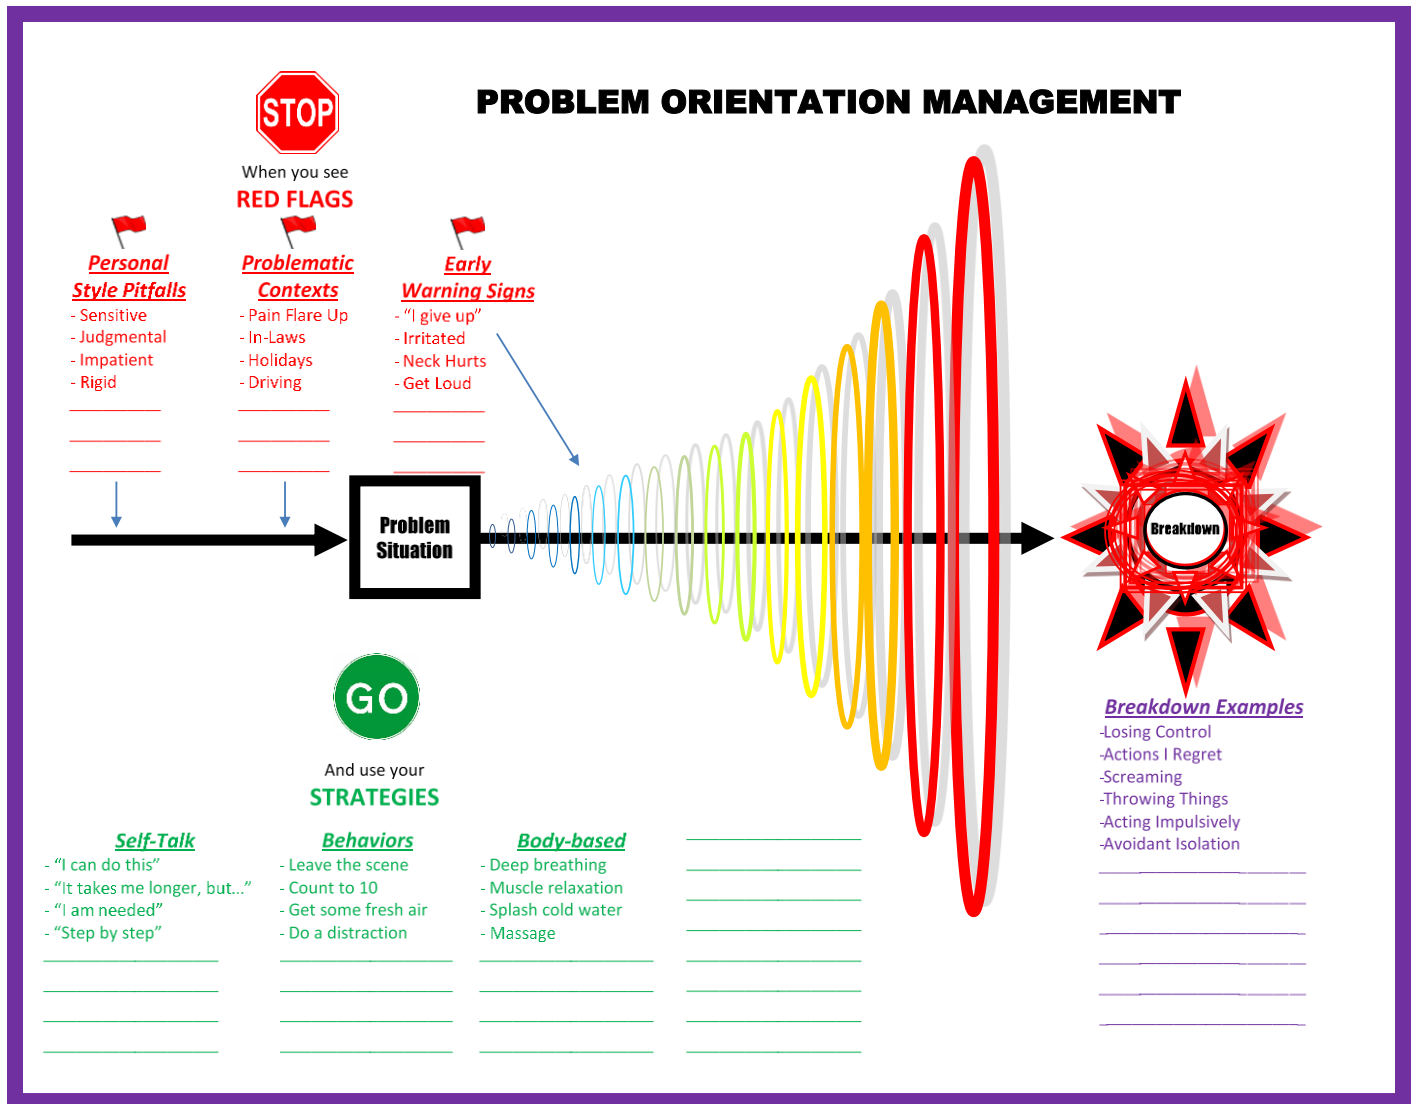 PROBLEM ORIENTATION MANAGEMENT
STOP
When you see
RED FLAGS
Personal
Style Pitfalls
- Sensitive
- Judgmental
- Impatient
- Rigid
Problematic
Contexts
- Pain Flare Up
- In-Laws
- Holidays
- Driving
Early
Warning Signs
- “I give up”
- Irritated
- Neck Hurts
- Get Loud
Problem
Situation
Breakdown
GO
And use your
STRATEGIES
Self-Talk
- “I can do this”
- “It takes me longer, but...”
- “I am needed”
- “Step by step”
Behaviors
- Leave the scene
- Count to 10
- Get some fresh air
- Do a distraction
Body-based
- Deep breathing
- Muscle relaxation
- Splash cold water
- Massage
Breakdown Examples
-Losing Control
-Actions I Regret
-Screaming
-Throwing Things
-Acting Impulsively
-Avoidant Isolation